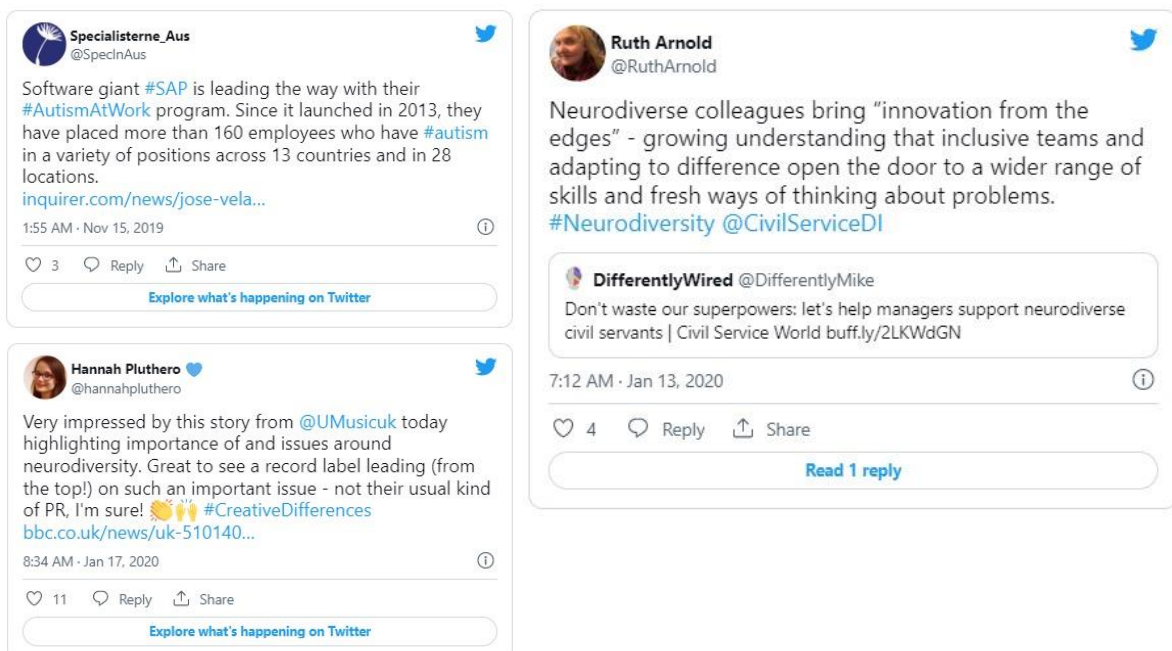 Specialisterne_Aus
@SpecInAus
Software giant #SAP is leading the way with their
#AutismAtWork program. Since it launched in 2013, they
have placed more than 160 employees who have #autism
in a variety of positions across 13 countries and in 28
locations.
inquirer.com/news/jose-vela...
1:55 AM · Nov 15, 2019
3 Reply Share
Explore what's happening on Twitter
Hannah Pluthero 💙
@hannahpluthero
Very impressed by this story from @UMusicuk today
highlighting importance of and issues around
neurodiversity. Great to see a record label leading (from
the top!) on such an important issue - not their usual kind
of PR, I'm sure! 👏🙌 #CreativeDifferences
bbc.co.uk/news/uk-510140...
8:34 AM · Jan 17, 2020
11 Reply Share
Explore what's happening on Twitter
Ruth Arnold
@RuthArnold
Neurodiverse colleagues bring “innovation from the
edges” - growing understanding that inclusive teams and
adapting to difference open the door to a wider range of
skills and fresh ways of thinking about problems.
#Neurodiversity @CivilServiceDI
DifferentlyWired @DifferentlyMike
Don't waste our superpowers: let's help managers support neurodiverse
civil servants | Civil Service World buff.ly/2LKWdGN
7:12 AM · Jan 13, 2020
4 Reply Share
Read 1 reply